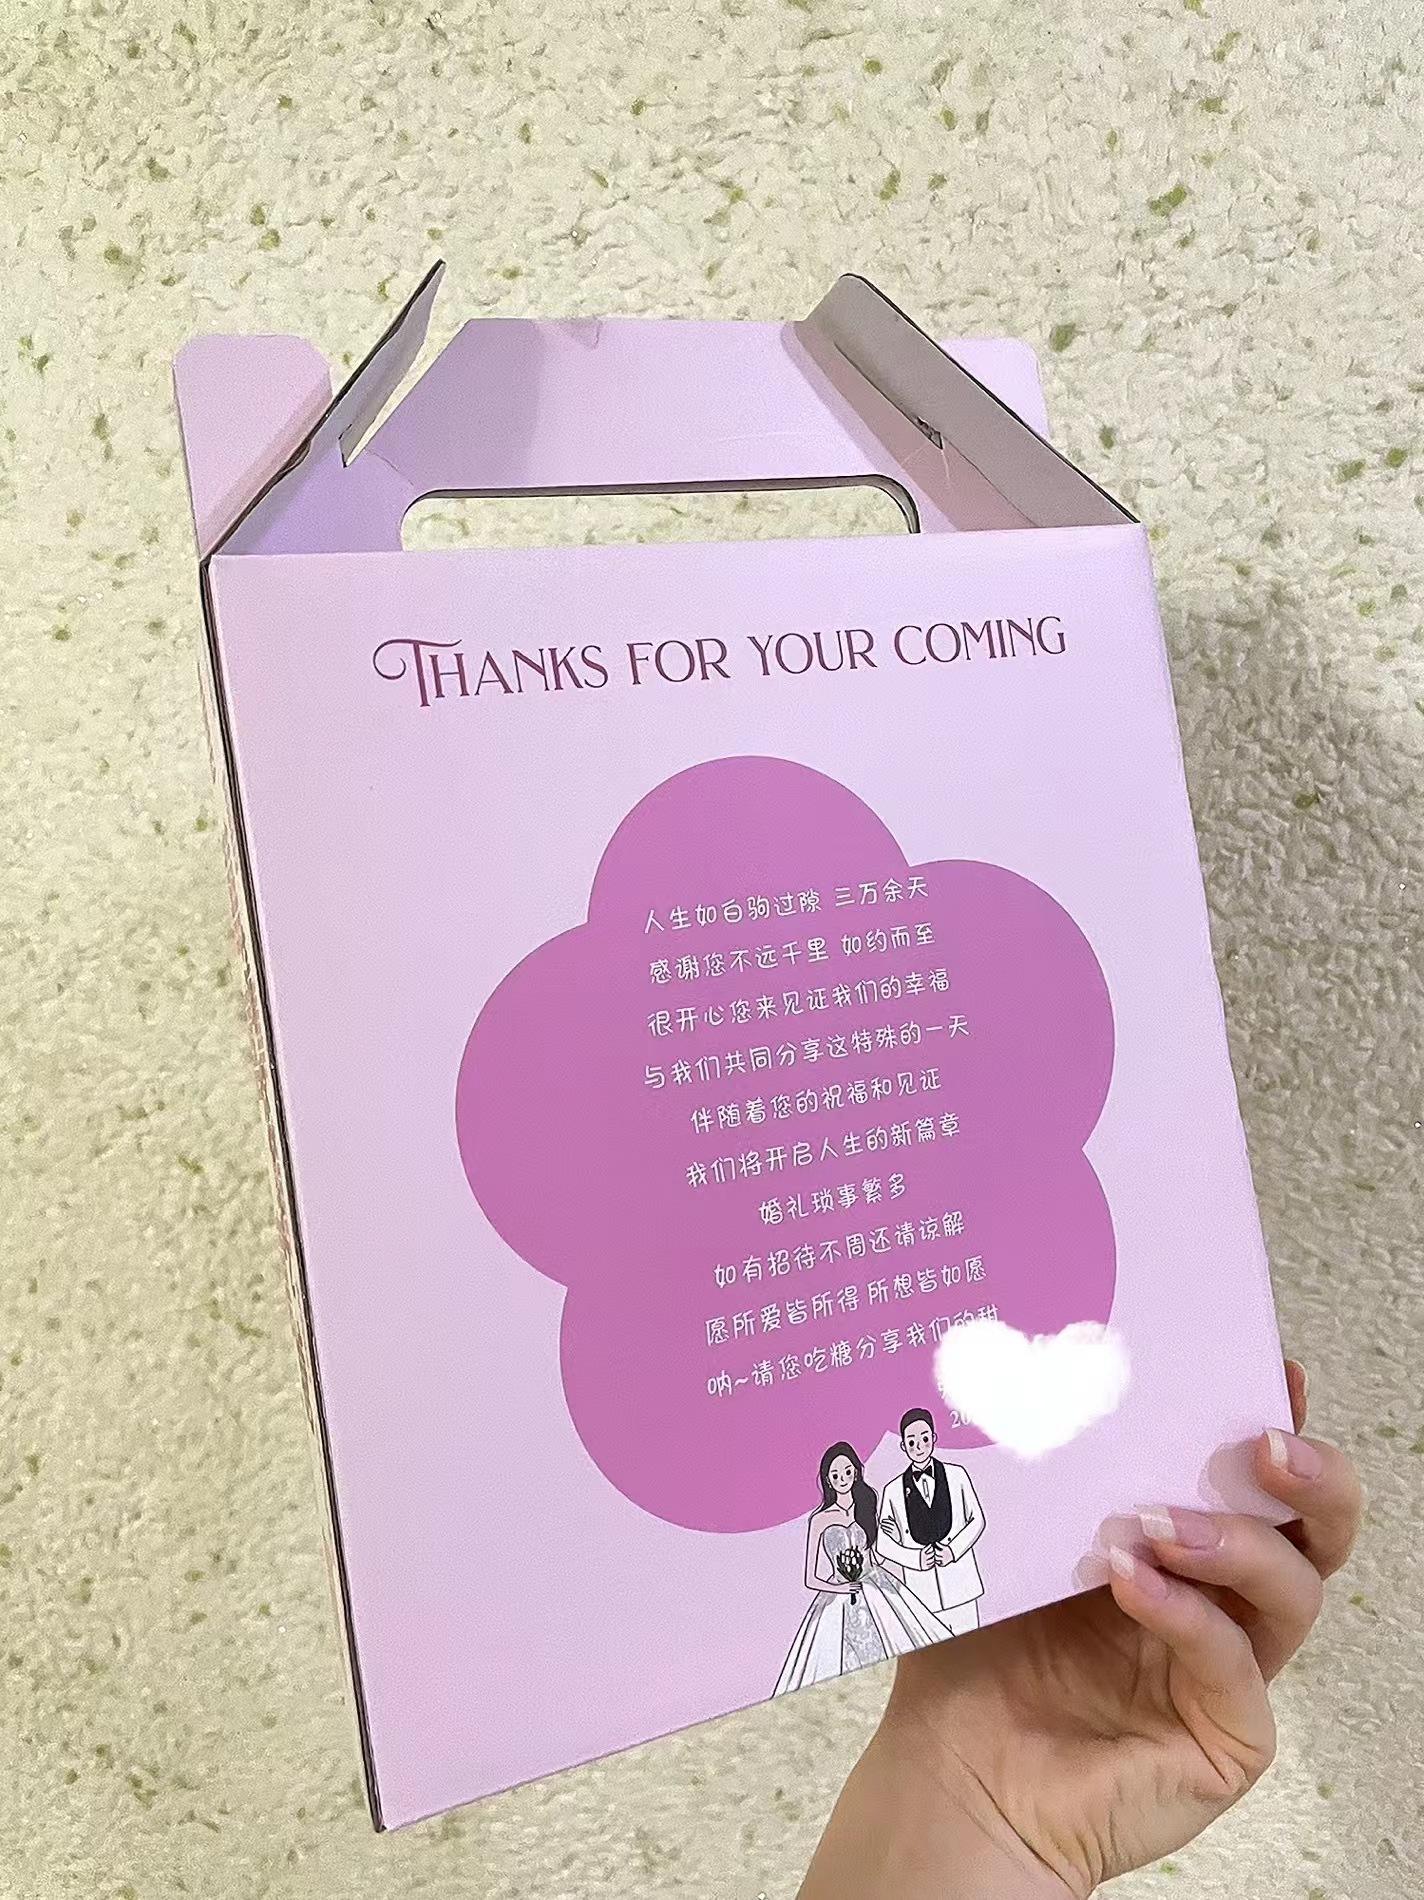 THANKS FOR YOUR COMING
人生如白驹过隙 三万余天
感谢您不远千里 如约而至
很开心您来见证我们的幸福
与我们共同分享这特殊的一天
伴随着您的祝福和见证
我们将开启人生的新篇章
婚礼琐事繁多
如有招待不周还请谅解
愿所爱皆所得 所想皆如愿
呐~请您吃糖分享我们的甜
20